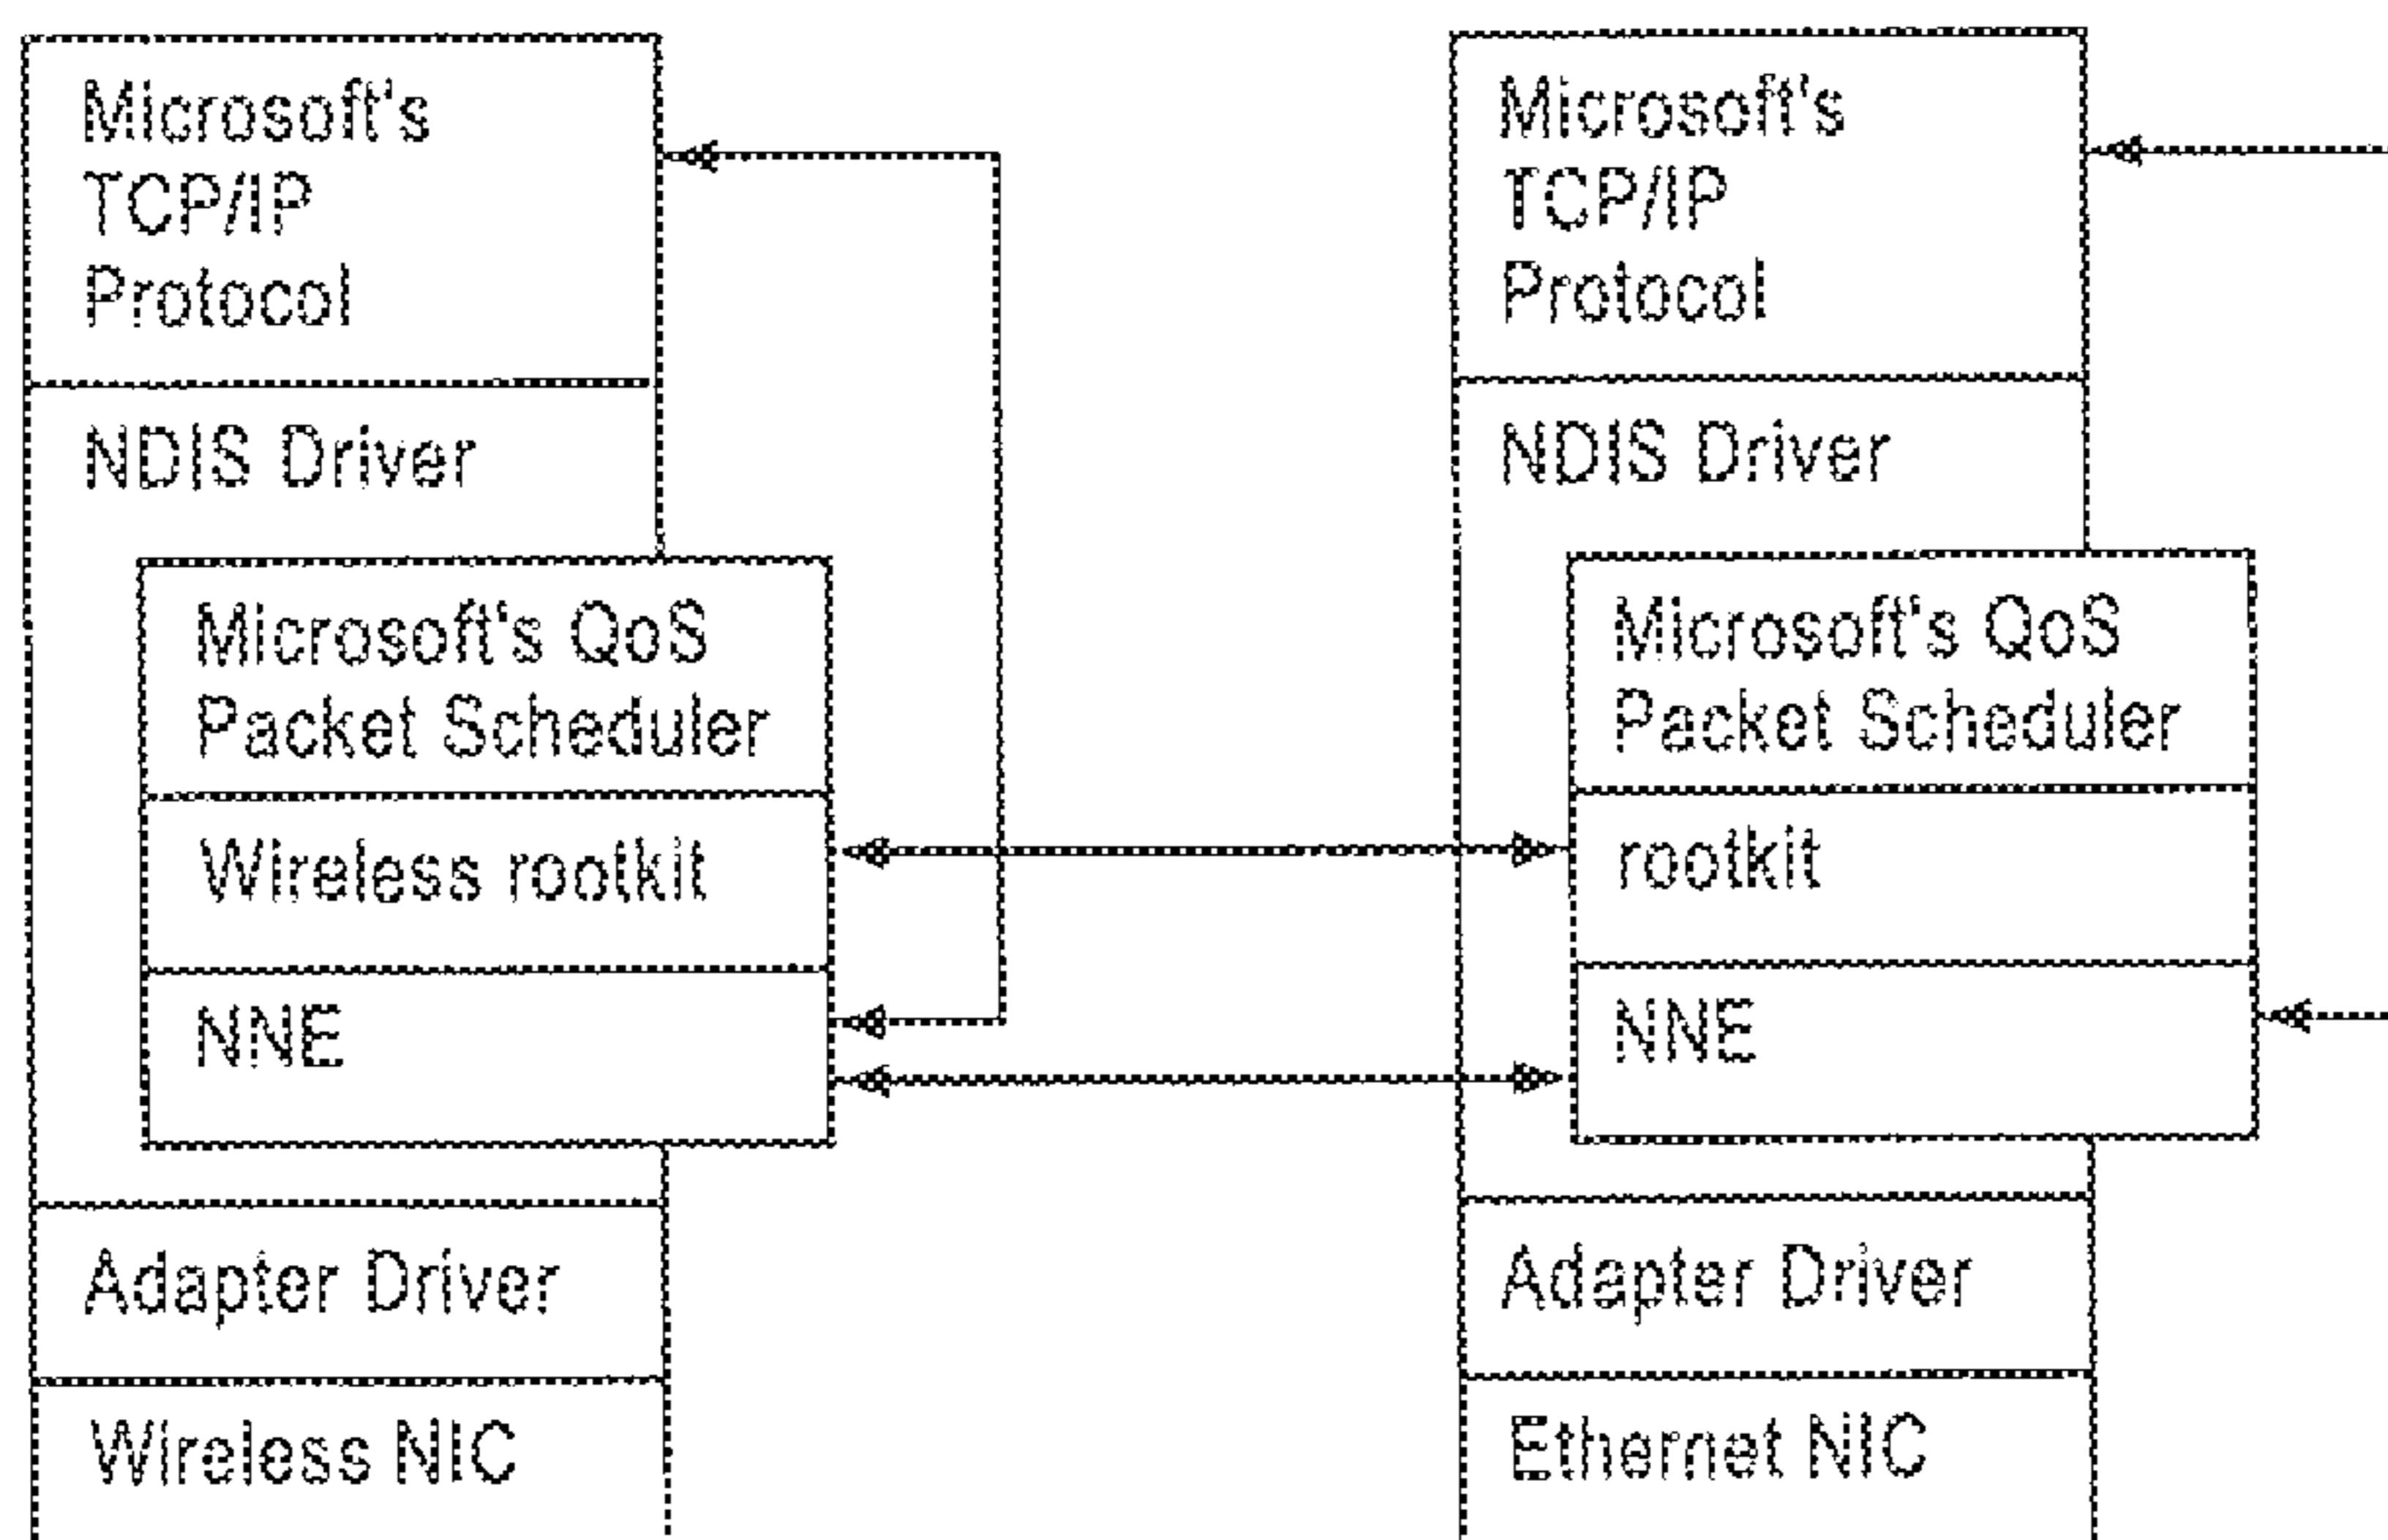 Microsoft's
TCP/IP
Protocol
NDIS Driver
Microsoft's QoS
Packet Scheduler
Wireless rootkit
NNE
Adapter Driver
Wireless NIC
Microsoft's
TCP/IP
Protocol
NDIS Driver
Microsoft's QoS
Packet Scheduler
rootkit
NNE
Adapter Driver
Ethernet NIC